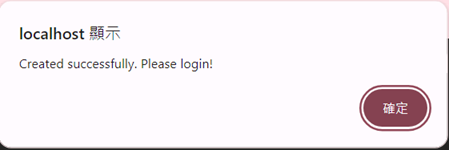 localhost 顯示
Created successfully. Please login!
確定